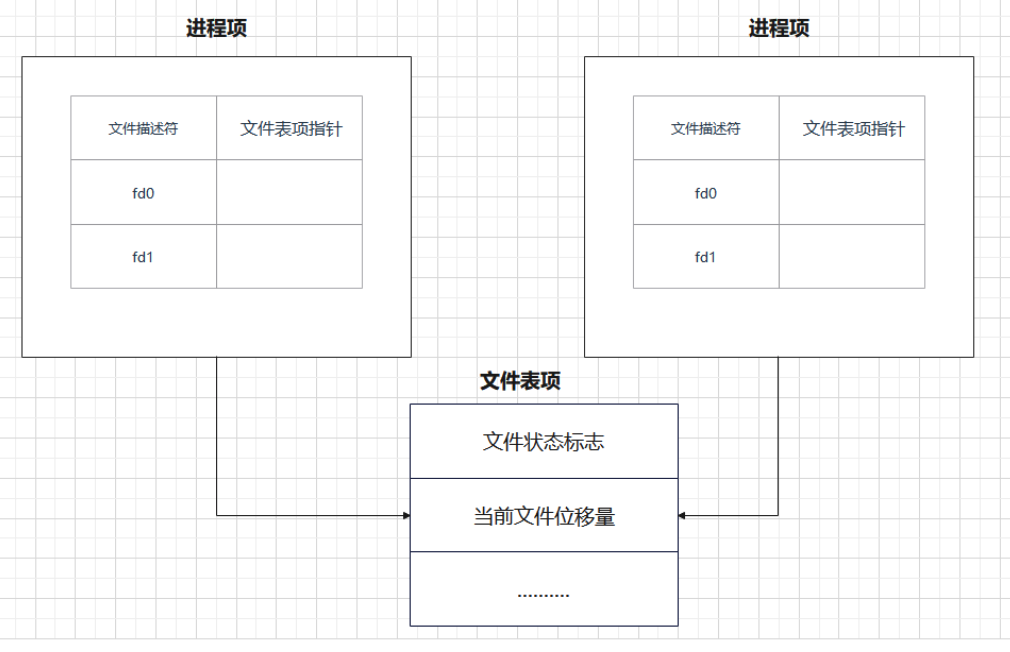 进程项
进程项
文件描述符 文件表项指针
fd0
fd1
文件描述符 文件表项指针
fd0
fd1
文件表项
文件状态标志
当前文件位移量
..........